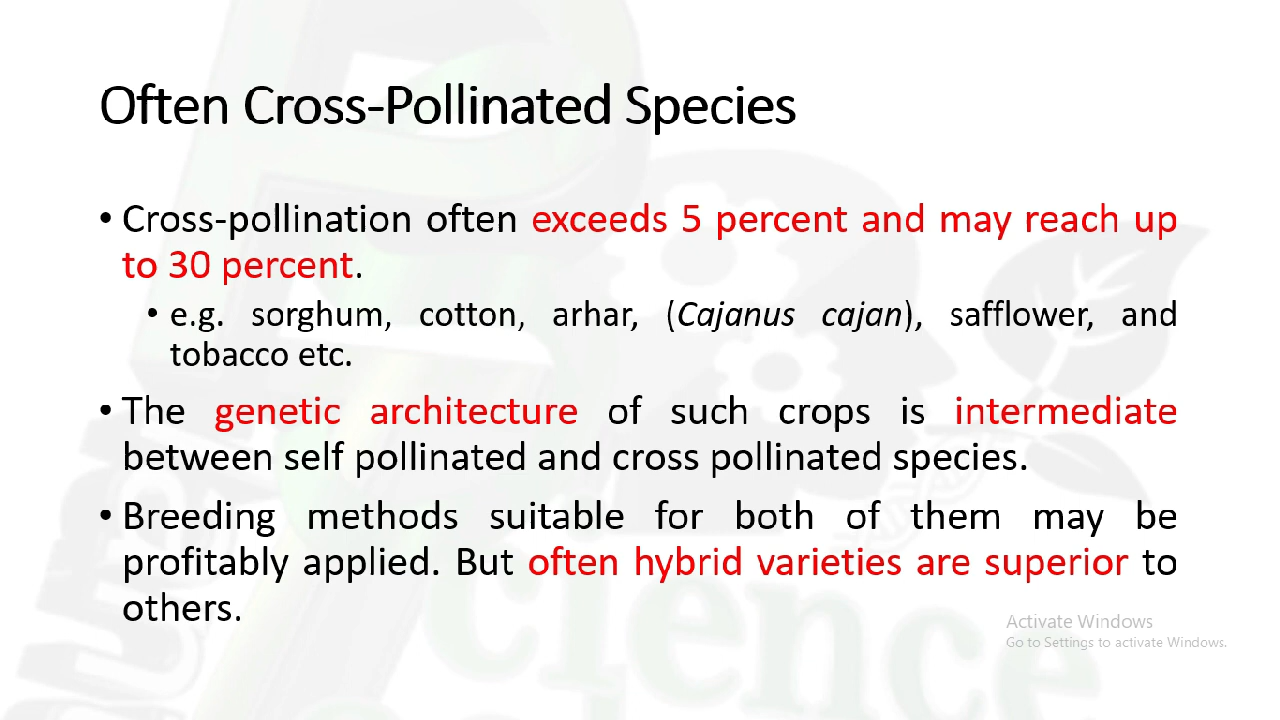 Often Cross-Pollinated Species
• Cross-pollination often exceeds 5 percent and may reach up
to 30 percent.
• e.g. sorghum, cotton, arhar, (Cajanus cajan), safflower, and
tobacco etc.
• The genetic architecture of such crops is intermediate
between self pollinated and cross pollinated species.
• Breeding methods suitable for both of them may be
profitably applied. But often hybrid varieties are superior to
others.
Activate Windows
Go to Settings to activate Windows.